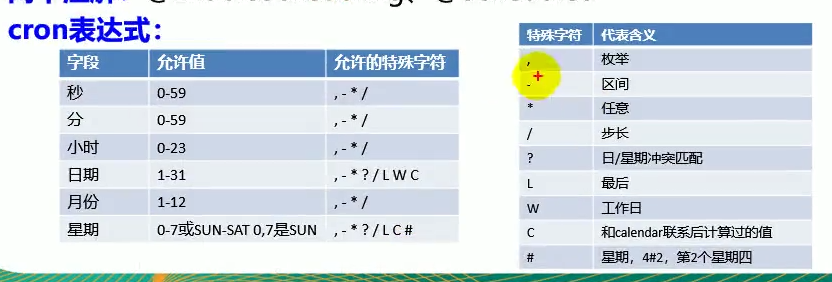 cron表达式：
字段 允许值 允许的特殊字符
秒 0-59 , - * /
分 0-59 , - * /
小时 0-23 , - * /
日期 1-31 , - * ? / L W C
月份 1-12 , - * /
星期 0-7或SUN-SAT 0,7是SUN , - * ? / L C #
特殊字符 代表含义
, 枚举
- 区间
* 任意
/ 步长
? 日/星期冲突匹配
L 最后
W 工作日
C 和calendar联系后计算过的值
# 星期，4#2，第2个星期四